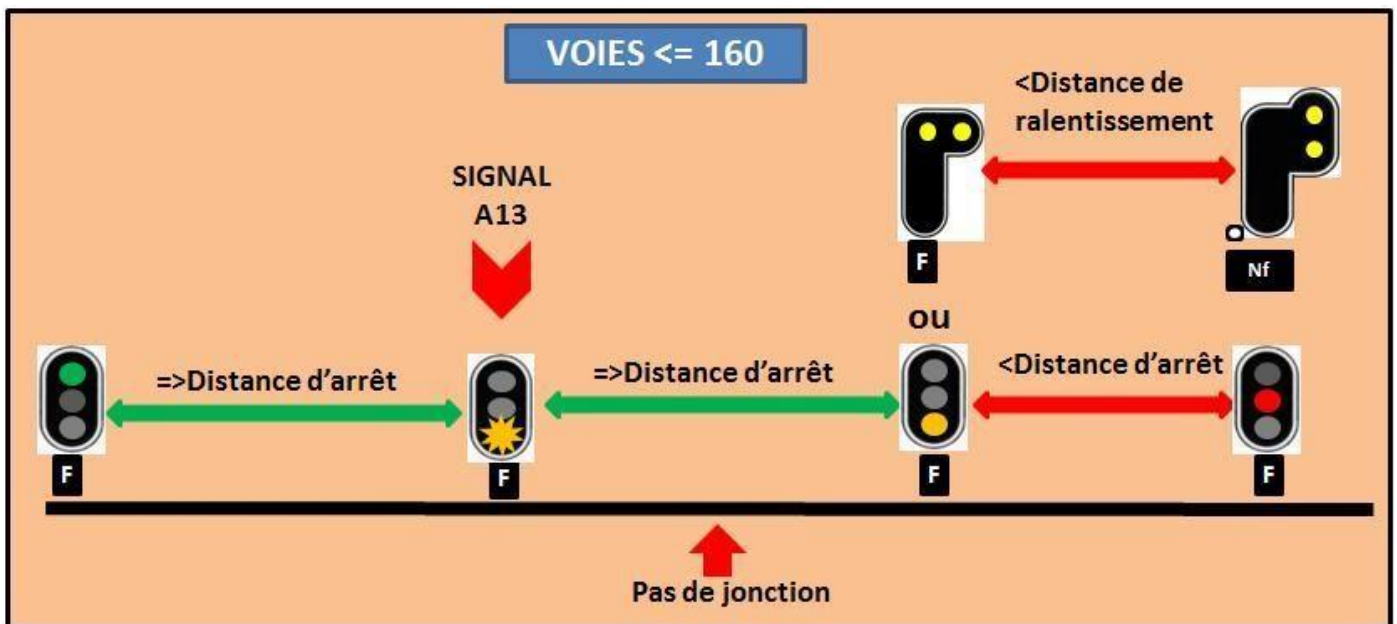 VOIES <= 160
<Distance de
ralentissement
SIGNAL
A13
F
Nf
ou
=>Distance d'arrêt
=>Distance d'arrêt
<Distance d'arrêt
F
F
F
F
Pas de jonction